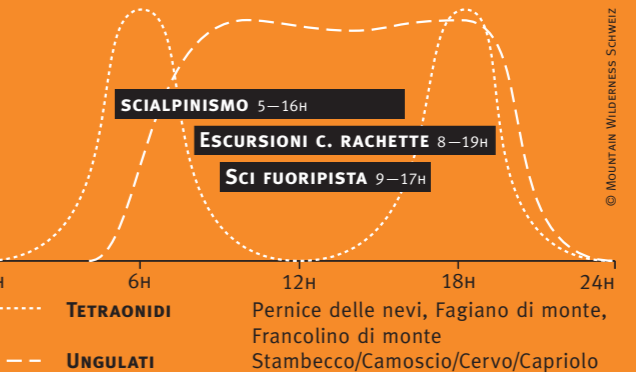 © Mountain Wilderness Schweiz
SCIALPINISMO 5–16H
ESCURSIONI C. RACHETTE 8–19H
SCI FUORIPISTA 9–17H
H 6H 12H 18H 24H
TETRAONIDI Pernice delle nevi, Fagiano di monte,
Francolino di monte
UNGULATI Stambecco/Camoscio/Cervo/Capriolo